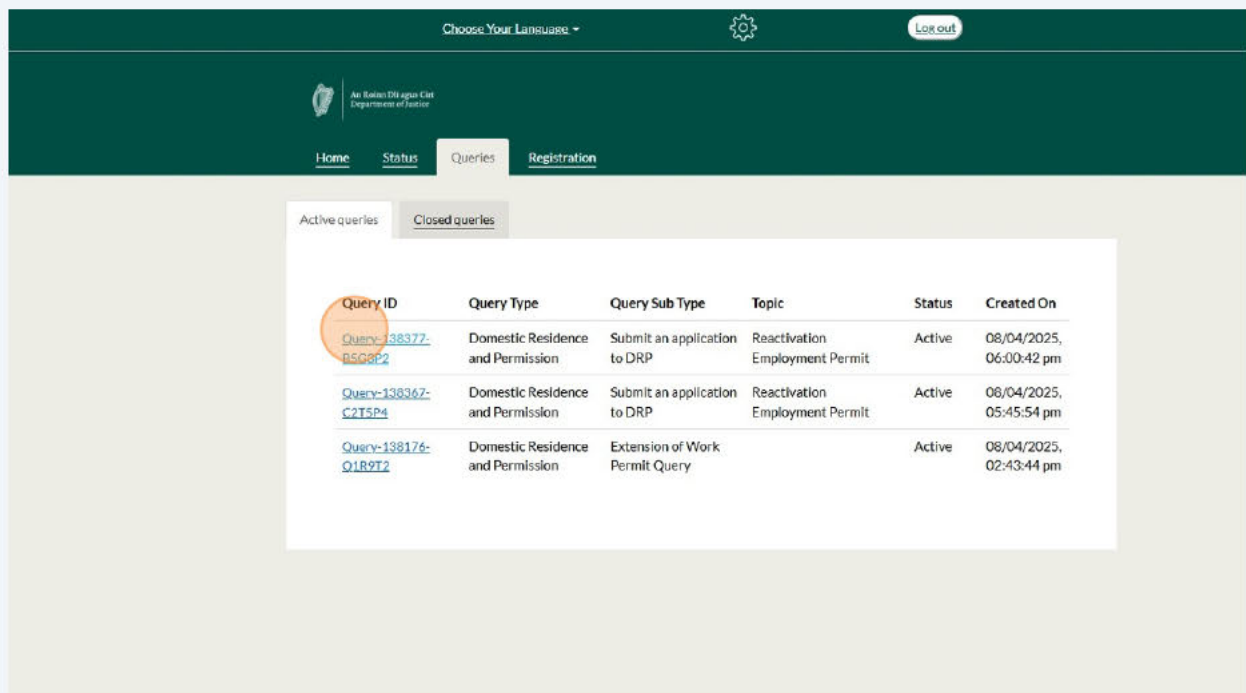 Choose Your Language
Log out
An Roinn Dlí agus Cirt
Department of Justice
Home Status Queries Registration
Active queries Closed queries
Query ID Query Type Query Sub Type Topic Status Created On
Query-138377- Domestic Residence Submit an application Reactivation Active 08/04/2025,
B5G8P2 and Permission to DRP Employment Permit 06:00:42 pm
Query-138367- Domestic Residence Submit an application Reactivation Active 08/04/2025,
C2T5P4 and Permission to DRP Employment Permit 05:45:54 pm
Query-138176- Domestic Residence Extension of Work Active 08/04/2025,
Q1R9T2 and Permission Permit Query 02:43:44 pm